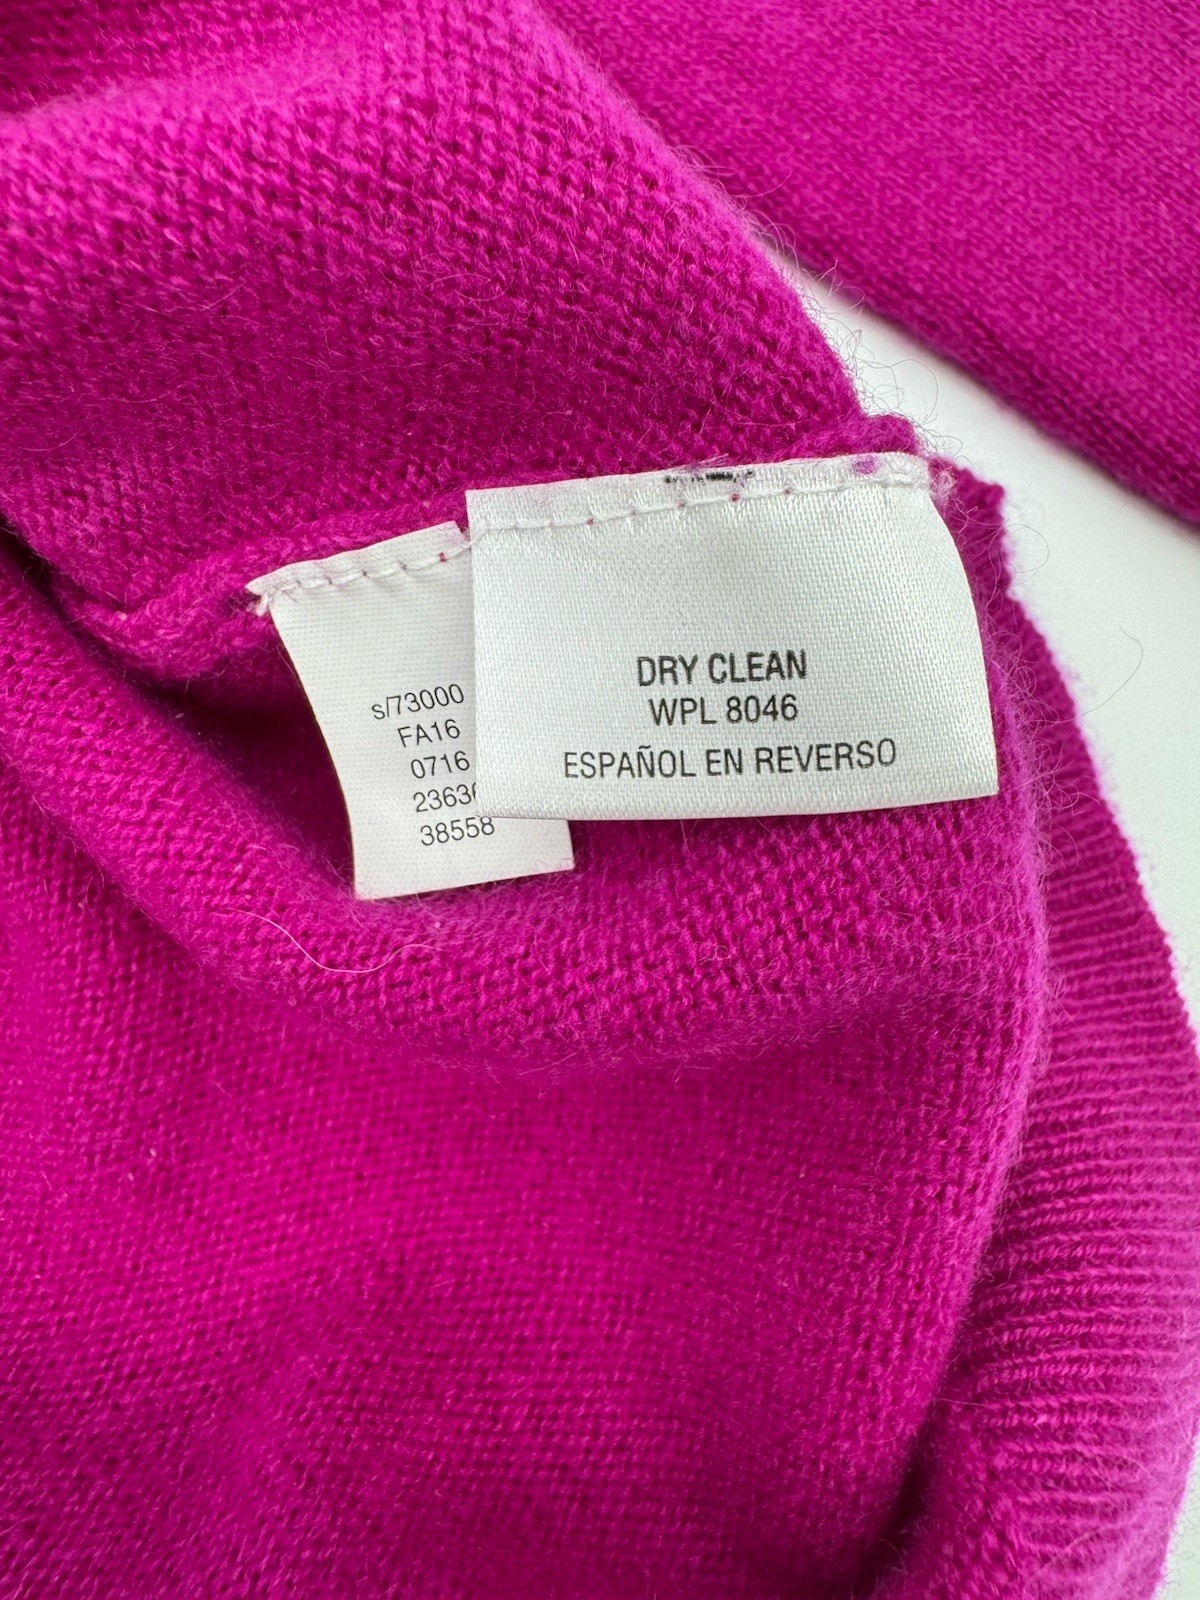 s/73000
FA16
0716
38558
DRY CLEAN
WPL 8046
ESPAÑOL EN REVERSO